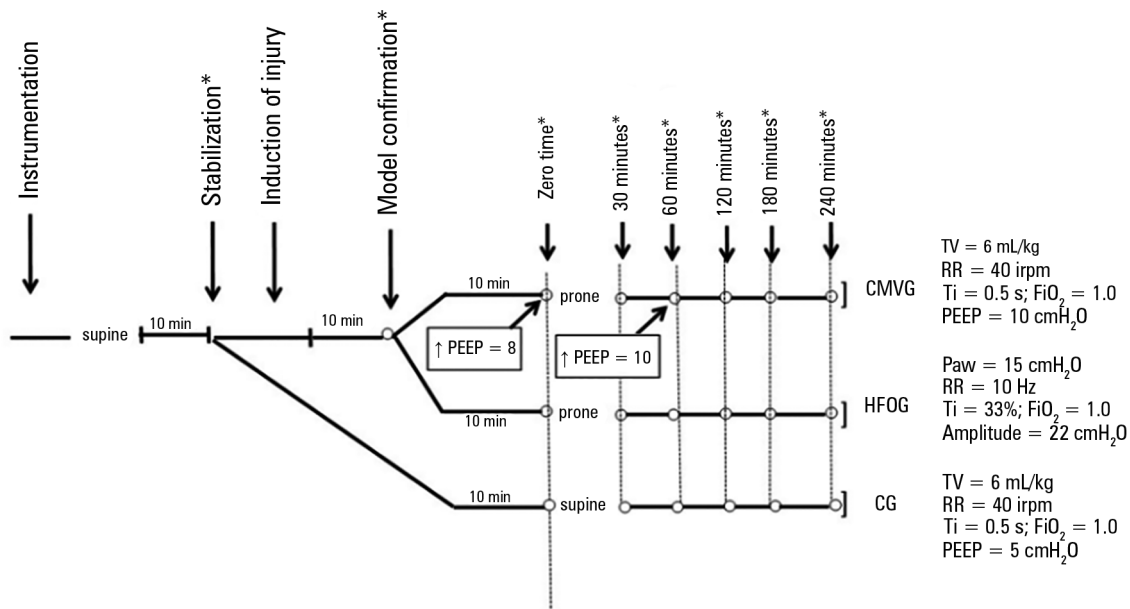 Instrumentation
Stabilization*
Induction of injury
Model confirmation*
Zero time*
30 minutes*
60 minutes*
120 minutes*
180 minutes*
240 minutes*
supine
10 min
10 min
10 min
↑ PEEP = 8
prone
↑ PEEP = 10
CMVG
TV = 6 mL/kg
RR = 40 irpm
Ti = 0.5 s; FiO₂ = 1.0
PEEP = 10 cmH₂O
10 min
prone
HFOG
Paw = 15 cmH₂O
RR = 10 Hz
Ti = 33%; FiO₂ = 1.0
Amplitude = 22 cmH₂O
10 min
supine
CG
TV = 6 mL/kg
RR = 40 irpm
Ti = 0.5 s; FiO₂ = 1.0
PEEP = 5 cmH₂O